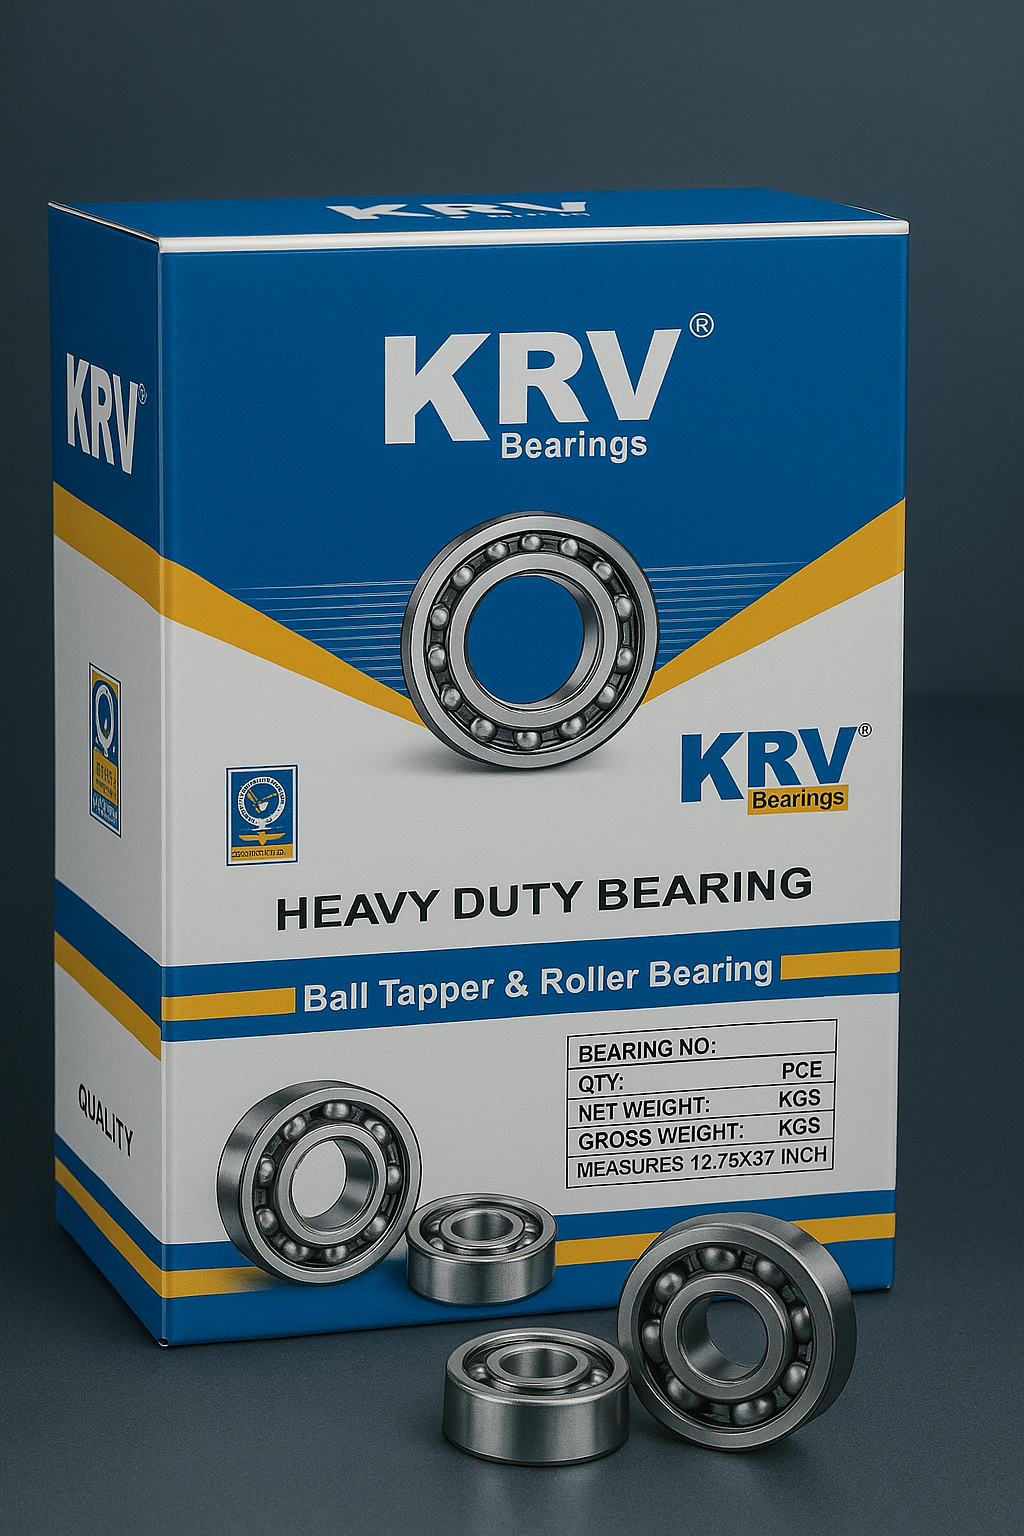 KRV
KRV®
Bearings
KRV®
KRV®
Bearings
HEAVY DUTY BEARING
Ball Tapper & Roller Bearing
BEARING NO:
QTY: PCE
NET WEIGHT: KGS
GROSS WEIGHT: KGS
MEASURES 12.75X37 INCH
QUALITY